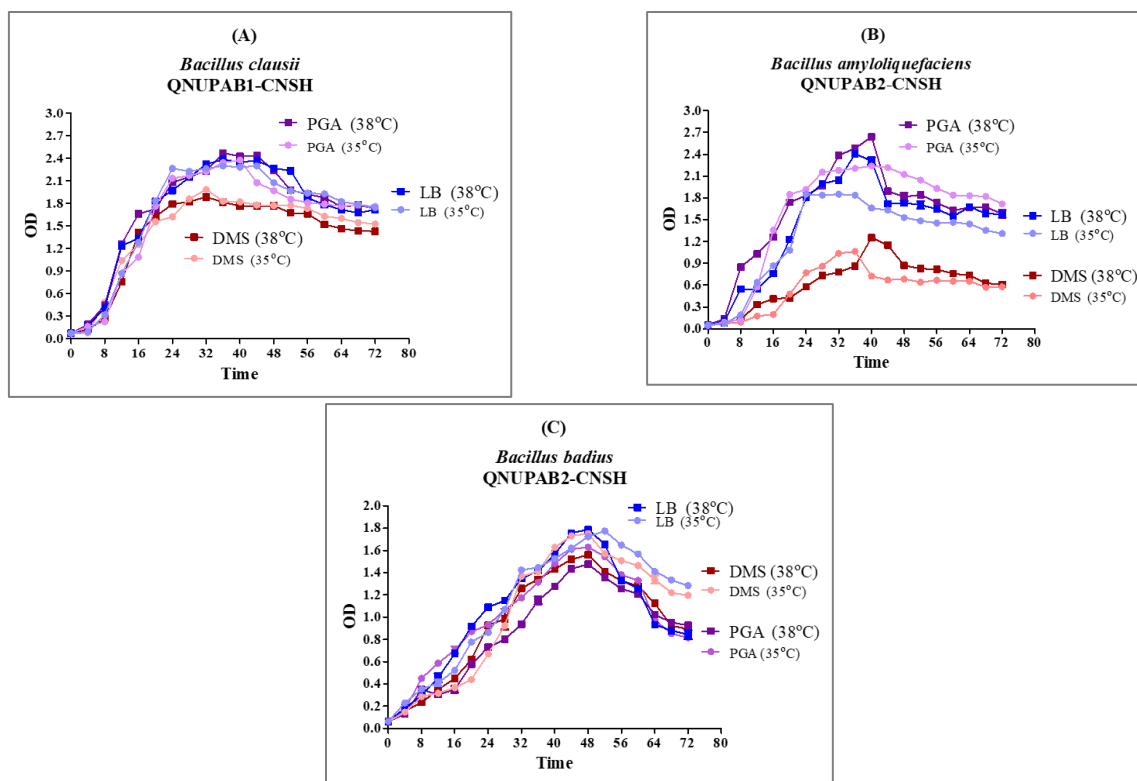 (A)
Bacillus clausii
QNUPAB1-CNSH
OD
3.0
2.7
2.4
2.1
1.8
1.5
1.2
0.9
0.6
0.3
0.0
PGA (38°C)
PGA (35°C)
LB (38°C)
LB (35°C)
DMS (38°C)
DMS (35°C)
0 8 16 24 32 40 48 56 64 72 80
Time
(B)
Bacillus amyloliquefaciens
QNUPAB2-CNSH
OD
3.0
2.7
2.4
2.1
1.8
1.5
1.2
0.9
0.6
0.3
0.0
PGA (38°C)
PGA (35°C)
LB (38°C)
LB (35°C)
DMS (38°C)
DMS (35°C)
0 8 16 24 32 40 48 56 64 72 80
Time
(C)
Bacillus badius
QNUPAB2-CNSH
OD
2.0
1.8
1.6
1.4
1.2
1.0
0.8
0.6
0.4
0.2
0.0
LB (38°C)
LB (35°C)
DMS (38°C)
DMS (35°C)
PGA (38°C)
PGA (35°C)
0 8 16 24 32 40 48 56 64 72 80
Time